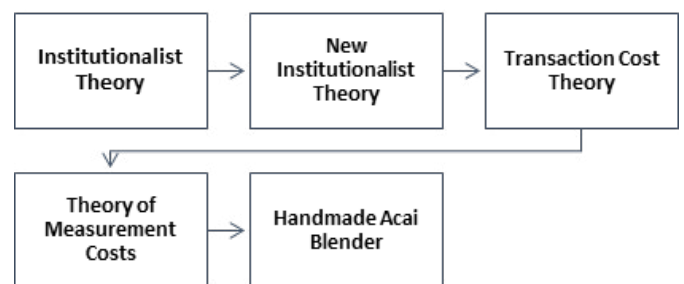 Institutionalist
Theory
New
Institutionalist
Theory
Transaction Cost
Theory
Theory of
Measurement
Costs
Handmade Acai
Blender